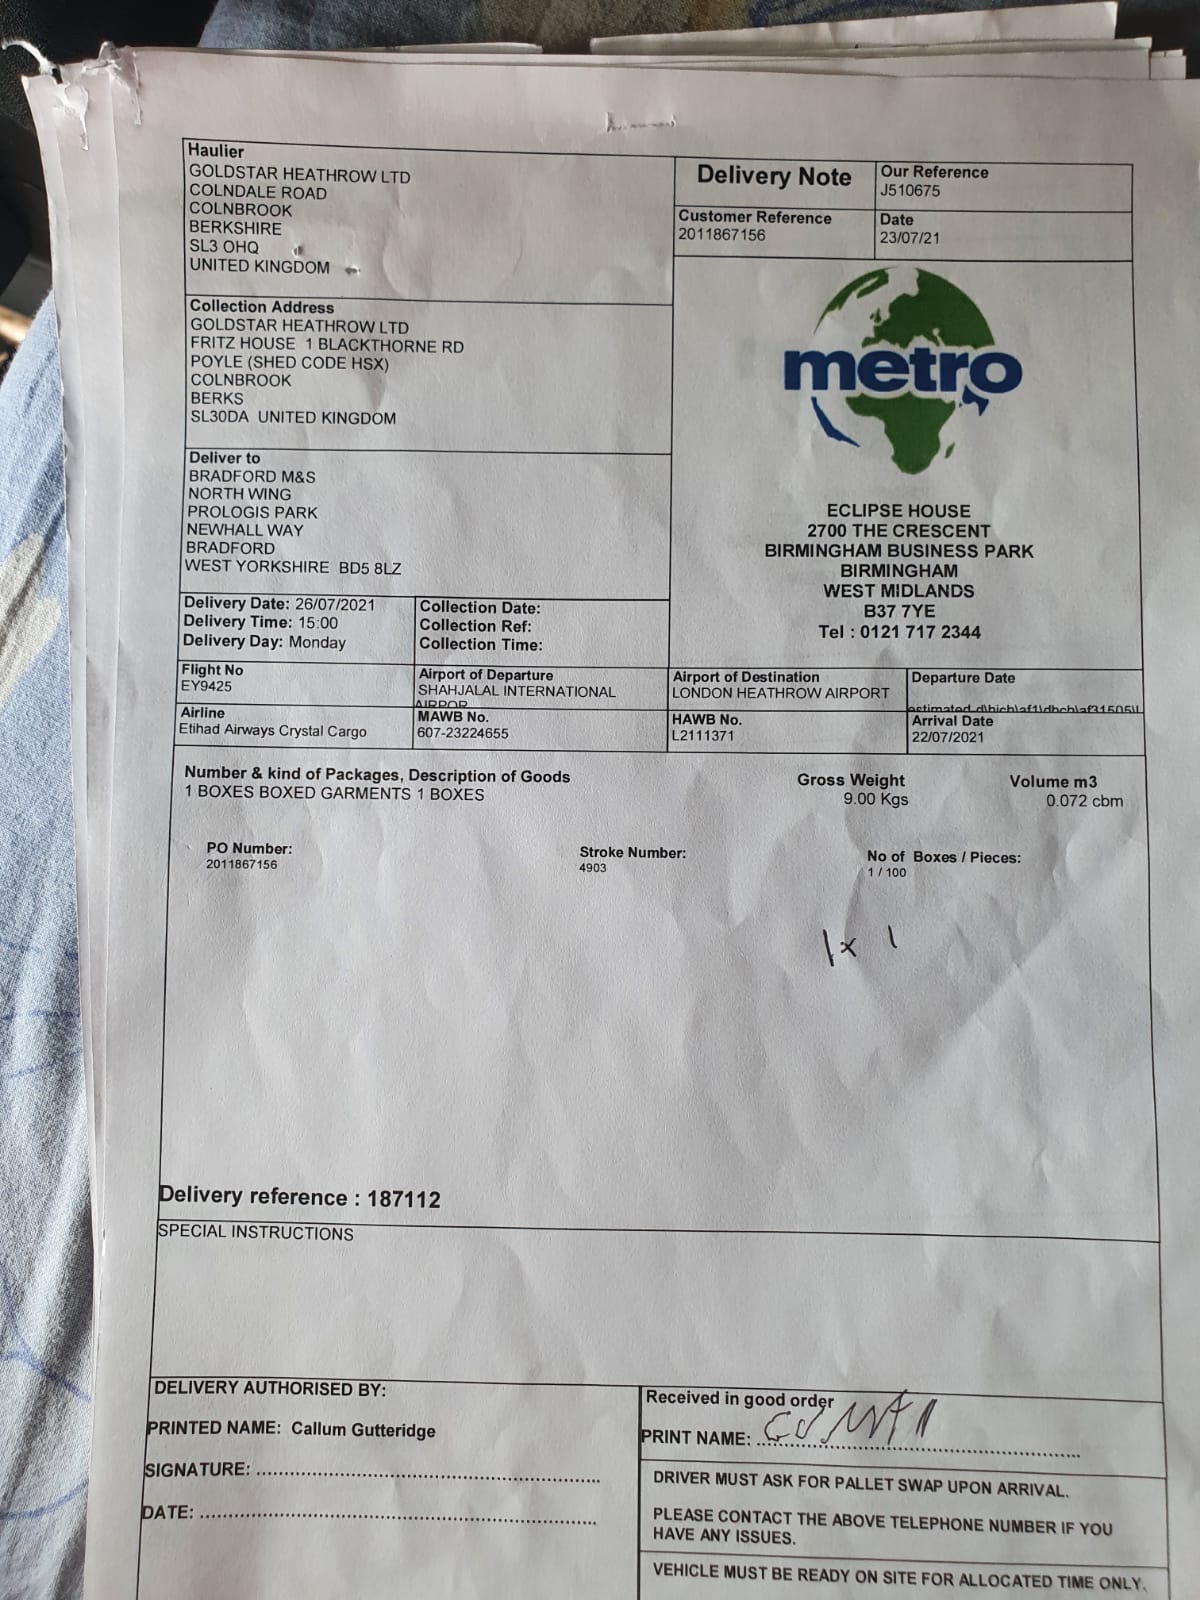 Haulier
GOLDSTAR HEATHROW LTD
COLNDALE ROAD
COLNBROOK
BERKSHIRE
SL3 OHQ
UNITED KINGDOM
Delivery Note
Our Reference
J510675
Customer Reference
2011867156
Date
23/07/21
Collection Address
GOLDSTAR HEATHROW LTD
FRITZ HOUSE 1 BLACKTHORNE RD
POYLE (SHED CODE HSX)
COLNBROOK
BERKS
SL30DA UNITED KINGDOM
metro
ECLIPSE HOUSE
2700 THE CRESCENT
BIRMINGHAM BUSINESS PARK
BIRMINGHAM
WEST MIDLANDS
B37 7YE
Tel : 0121 717 2344
Deliver to
BRADFORD M&S
NORTH WING
PROLOGIS PARK
NEWHALL WAY
BRADFORD
WEST YORKSHIRE BD5 8LZ
Delivery Date: 26/07/2021
Delivery Time: 15:00
Delivery Day: Monday
Collection Date:
Collection Ref:
Collection Time:
Flight No
EY9425
Airport of Departure
SHAHJALAL INTERNATIONAL
AIRPOR
Airport of Destination
LONDON HEATHROW AIRPORT
Departure Date
estimated_d\hich\af1\dbch\af31505\l
Airline
Etihad Airways Crystal Cargo
MAWB No.
607-23224655
HAWB No.
L2111371
Arrival Date
22/07/2021
Number & kind of Packages, Description of Goods
1 BOXES BOXED GARMENTS 1 BOXES
Gross Weight
9.00 Kgs
Volume m3
0.072 cbm
PO Number:
2011867156
Stroke Number:
4903
No of Boxes / Pieces:
1 / 100
1 x 1
Delivery reference : 187112
SPECIAL INSTRUCTIONS
DELIVERY AUTHORISED BY:
PRINTED NAME: Callum Gutteridge
SIGNATURE:
DATE:
Received in good order
PRINT NAME:
DRIVER MUST ASK FOR PALLET SWAP UPON ARRIVAL.
PLEASE CONTACT THE ABOVE TELEPHONE NUMBER IF YOU
HAVE ANY ISSUES.
VEHICLE MUST BE READY ON SITE FOR ALLOCATED TIME ONLY.